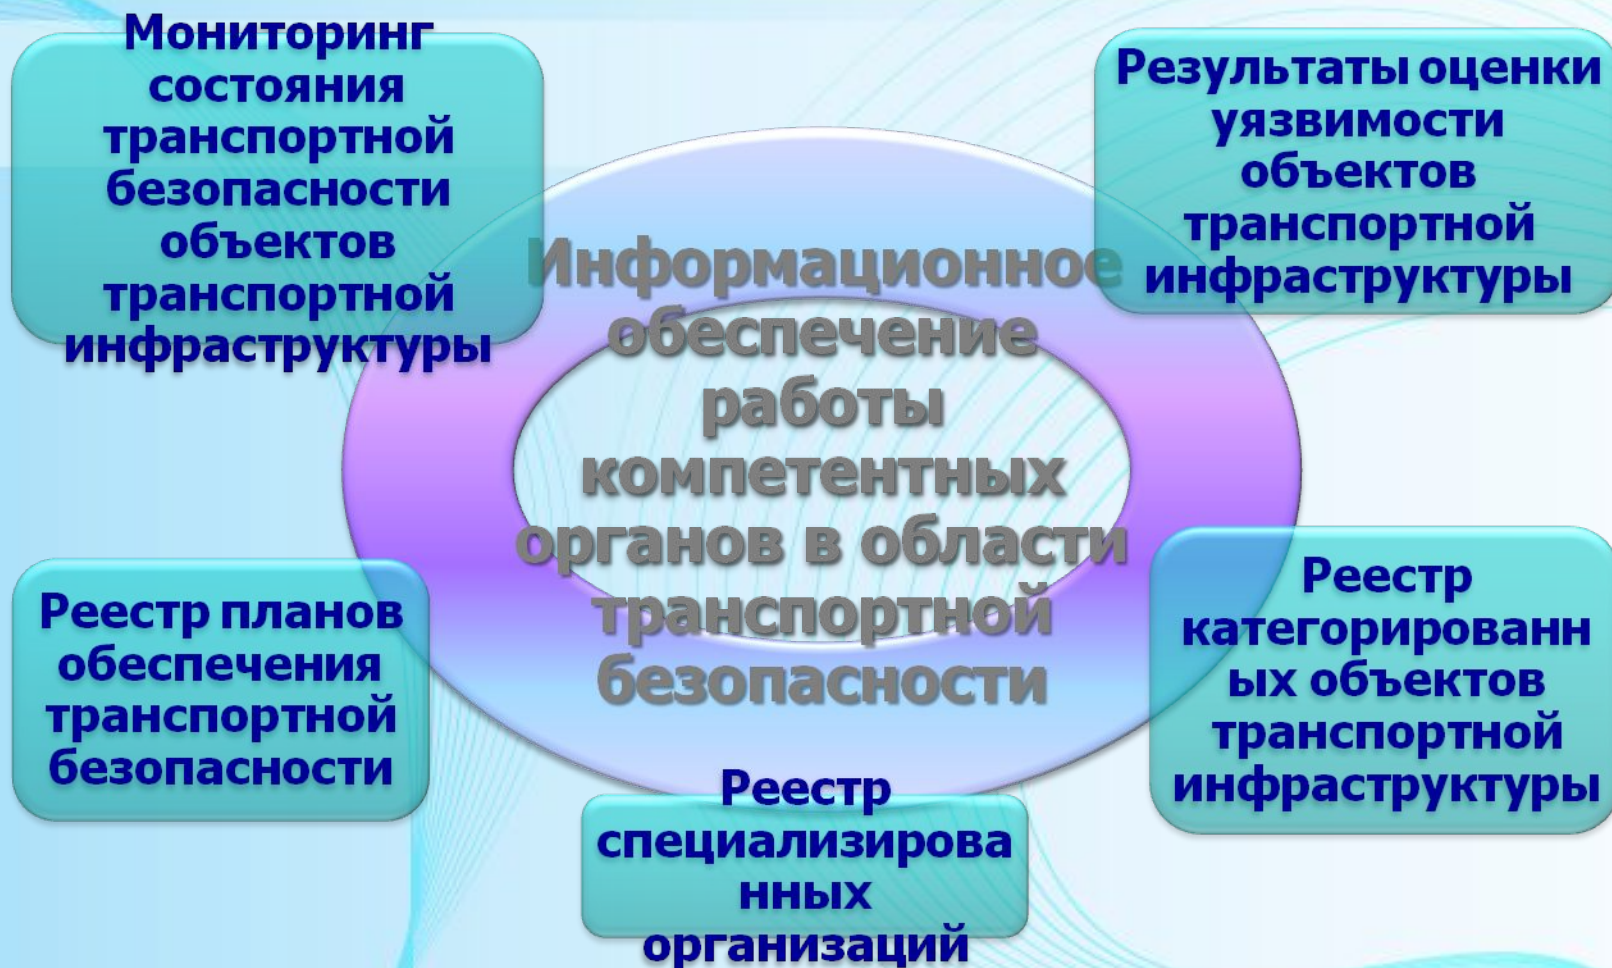 Мониторинг
состояния
транспортной
безопасности
объектов
транспортной
инфраструктуры
Результаты оценки
уязвимости
объектов
транспортной
инфраструктуры
Информационное
обеспечение
работы
компетентных
органов в области
транспортной
безопасности
Реестр планов
обеспечения
транспортной
безопасности
Реестр
категорированн
ых объектов
транспортной
инфраструктуры
Реестр
специализирова
нных
организаций